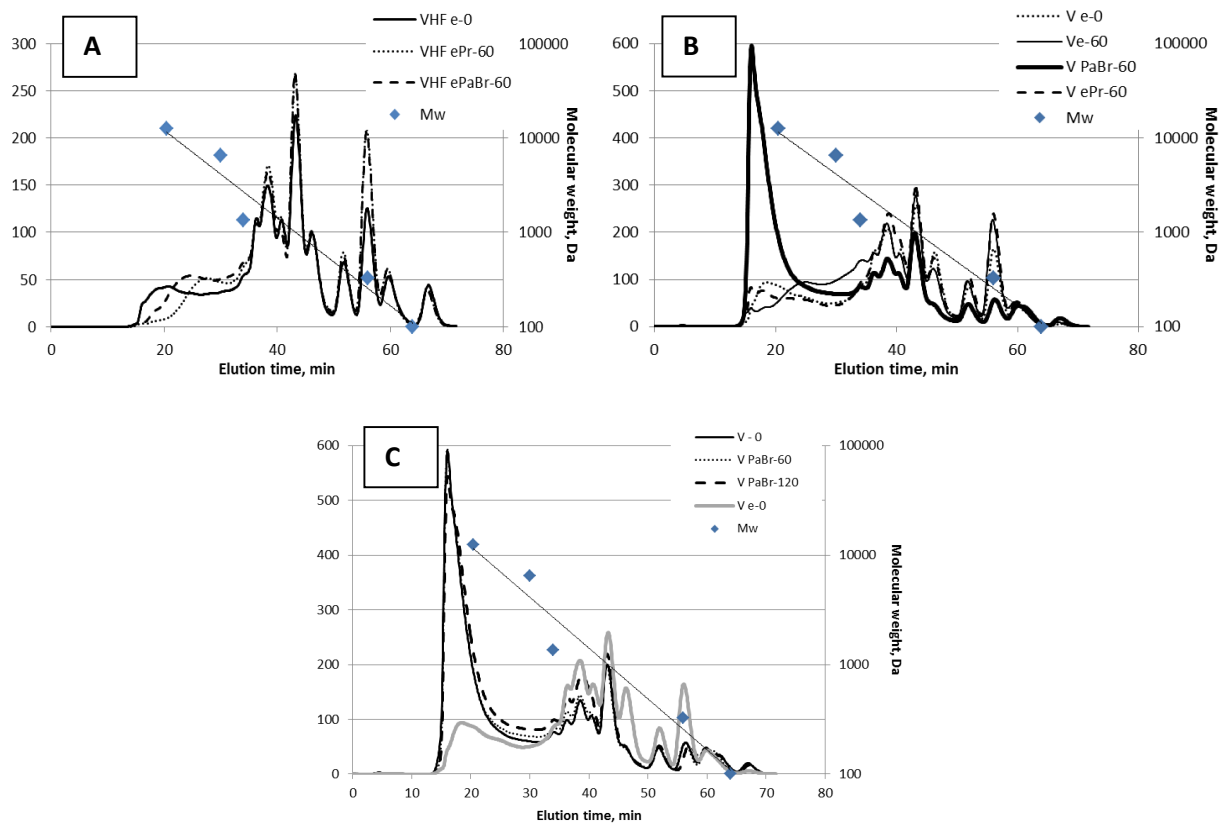 A
VHF e-0
VHF ePr-60
VHF ePaBr-60
Mw
300
250
200
150
100
50
0
100000
10000
1000
100
Molecular weight, Da
0
20
40
60
80
Elution time, min
B
V e-0
Ve-60
V PaBr-60
V ePr-60
Mw
600
500
400
300
200
100
0
100000
10000
1000
100
Molecular weight, Da
0
20
40
60
80
Elution time, min
C
V - 0
V PaBr-60
V PaBr-120
V e-0
Mw
600
500
400
300
200
100
0
100000
10000
1000
100
Molecular weight, Da
0
10
20
30
40
50
60
70
80
Elution time, min